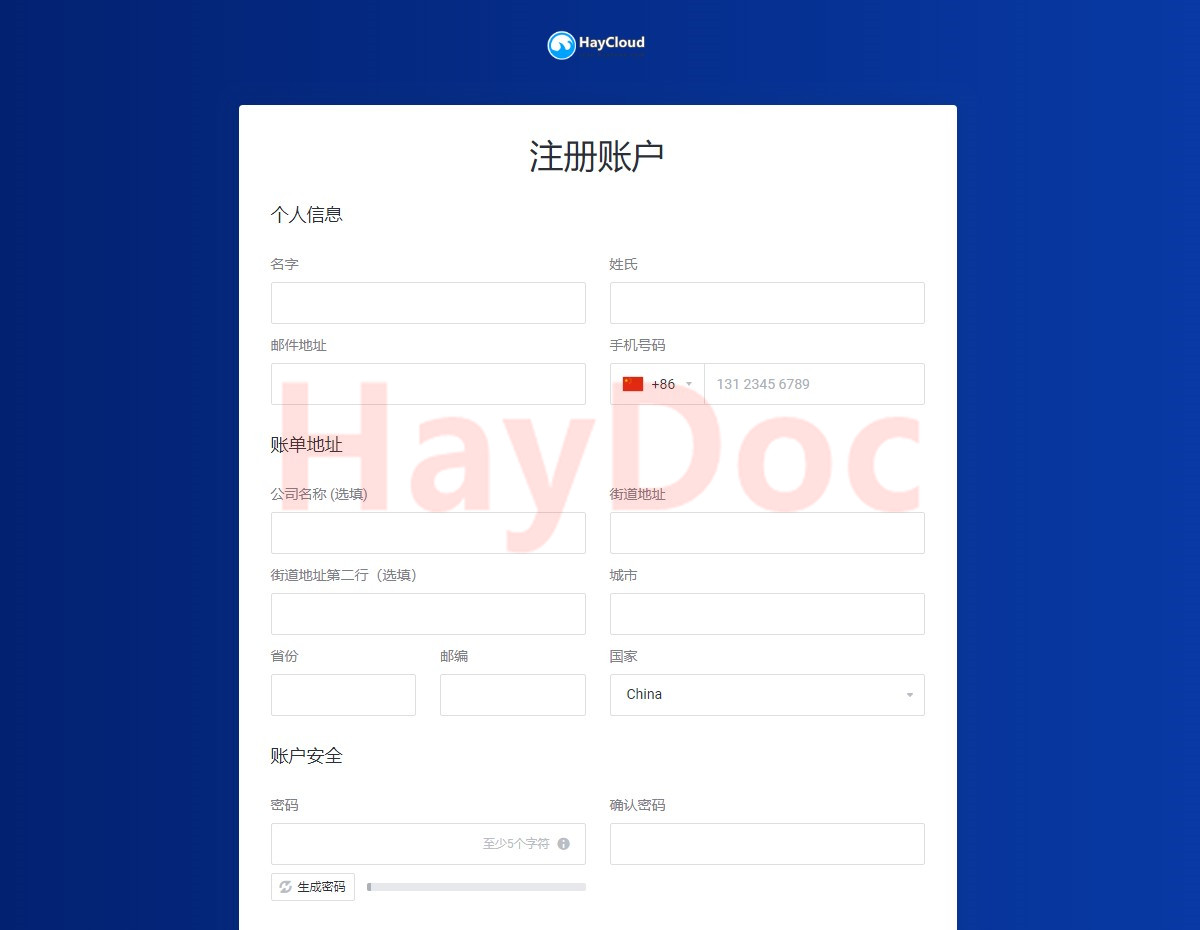 HayCloud
注册账户
个人信息
名字
姓氏
邮件地址
手机号码
+86
131 2345 6789
HayDoc
账单地址
公司名称 (选填)
街道地址
街道地址第二行（选填）
城市
省份
邮编
国家
China
账户安全
密码
确认密码
至少5个字符
生成密码